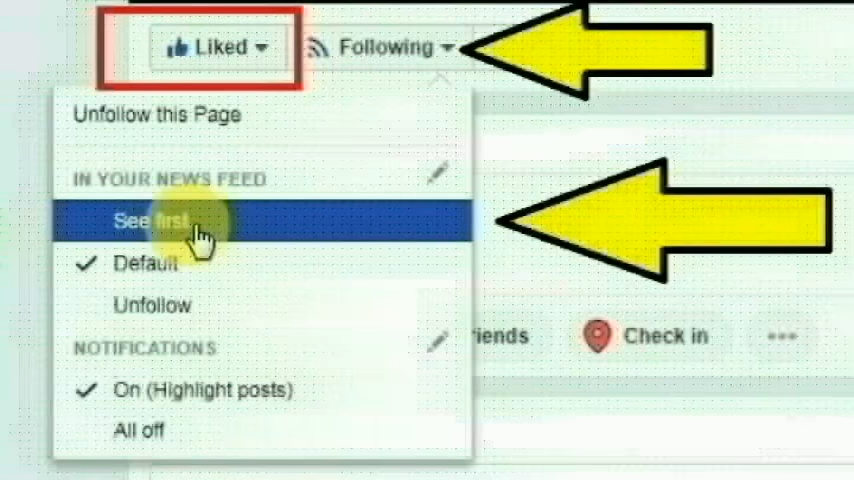 Liked Following
Unfollow this Page
IN YOUR NEWS FEED
See first
Default
Unfollow
riends Check in
NOTIFICATIONS
On (Highlight posts)
All off